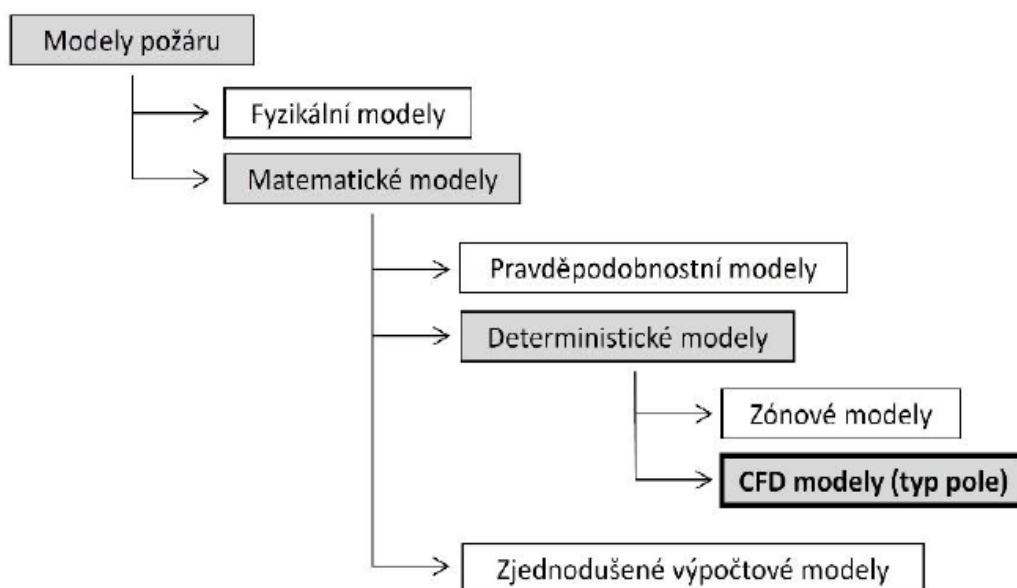 Modely požáru
Fyzikální modely
Matematické modely
Pravděpodobnostní modely
Deterministické modely
Zónové modely
CFD modely (typ pole)
Zjednodušené výpočtové modely